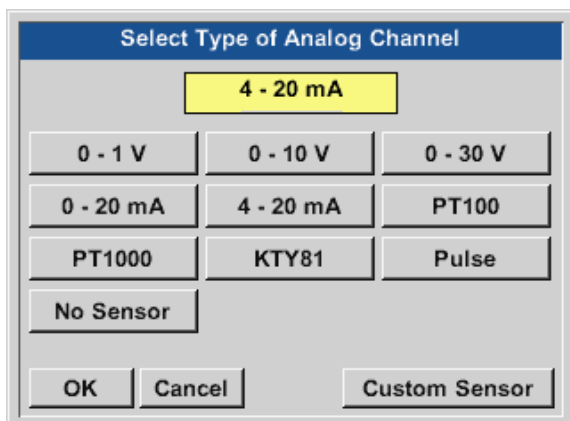 Select Type of Analog Channel
4 - 20 mA
0 - 1 V 0 - 10 V 0 - 30 V
0 - 20 mA 4 - 20 mA PT100
PT1000 KTY81 Pulse
No Sensor
OK Cancel Custom Sensor